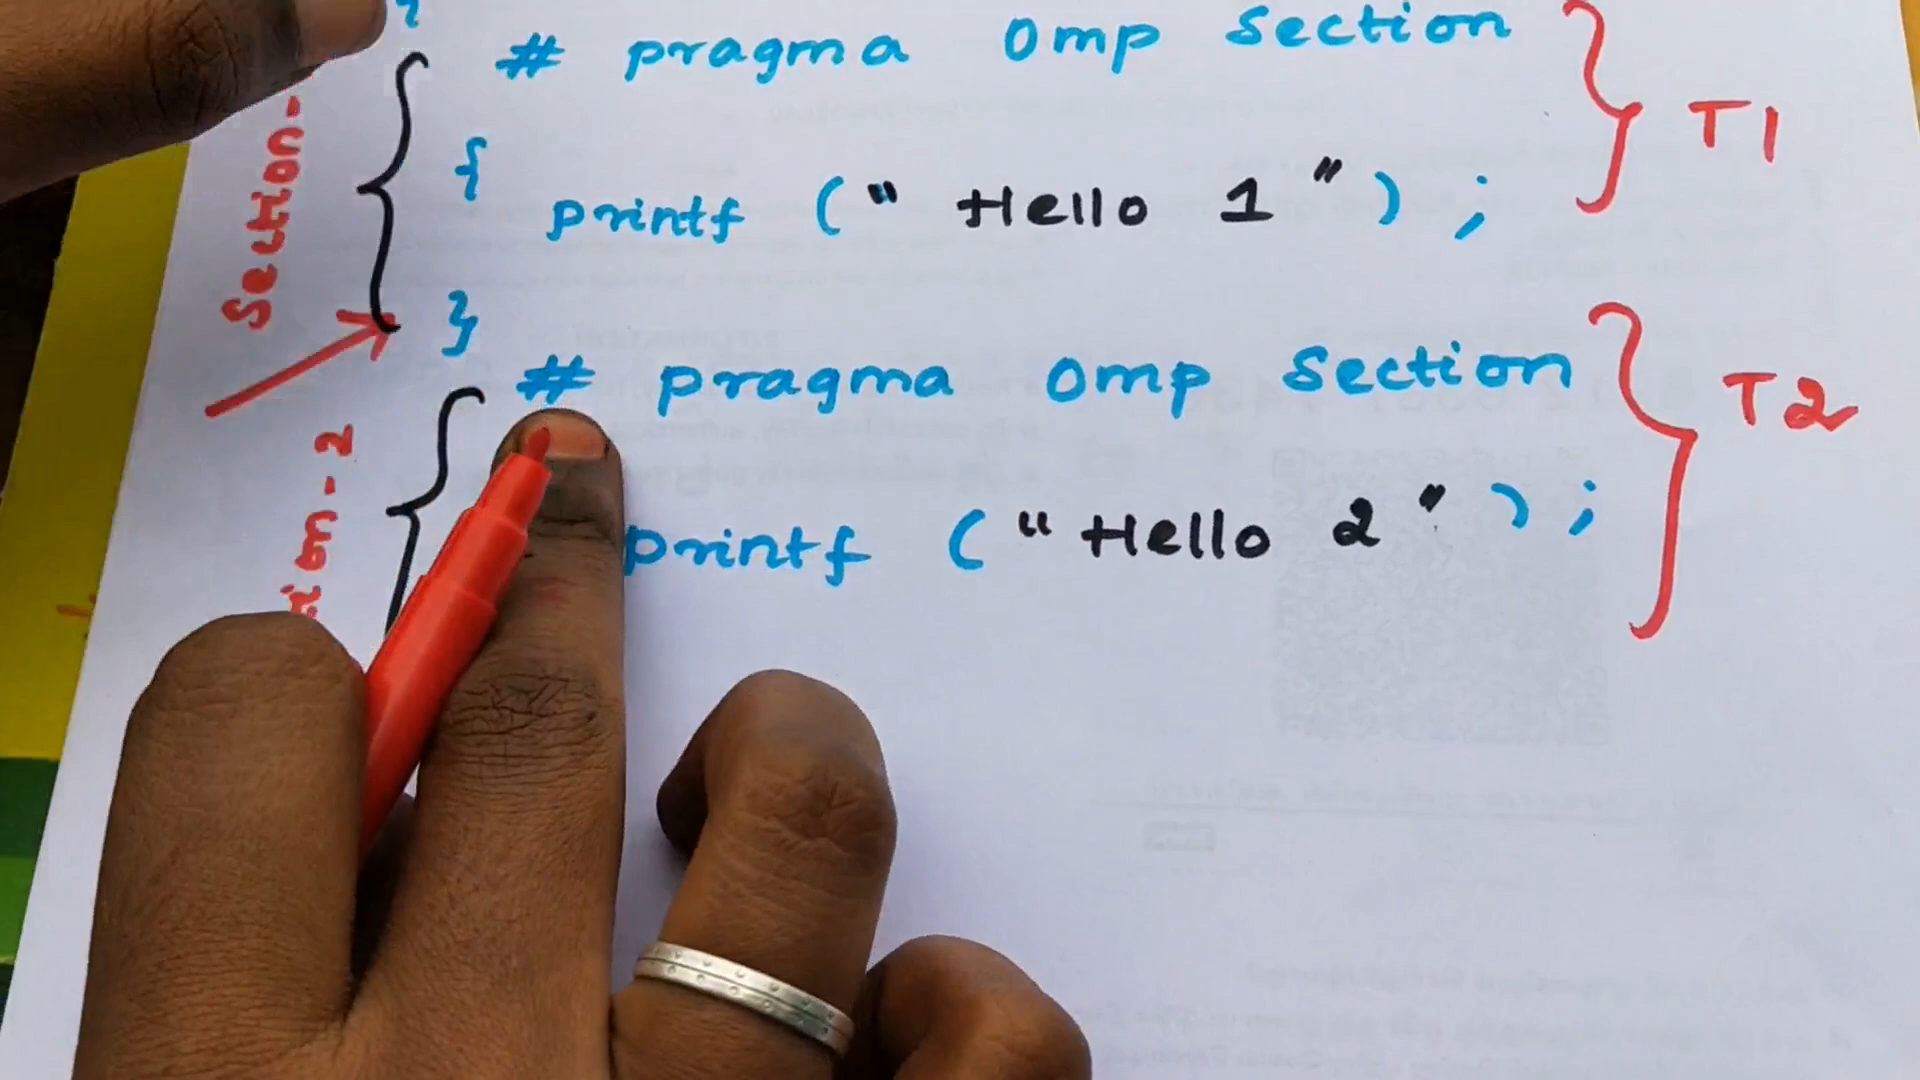 # pragma omp section } T1
Section-
{
printf (" Hello 1 ") ;
}
# pragma omp section } T2
printf (" Hello 2 ") ;